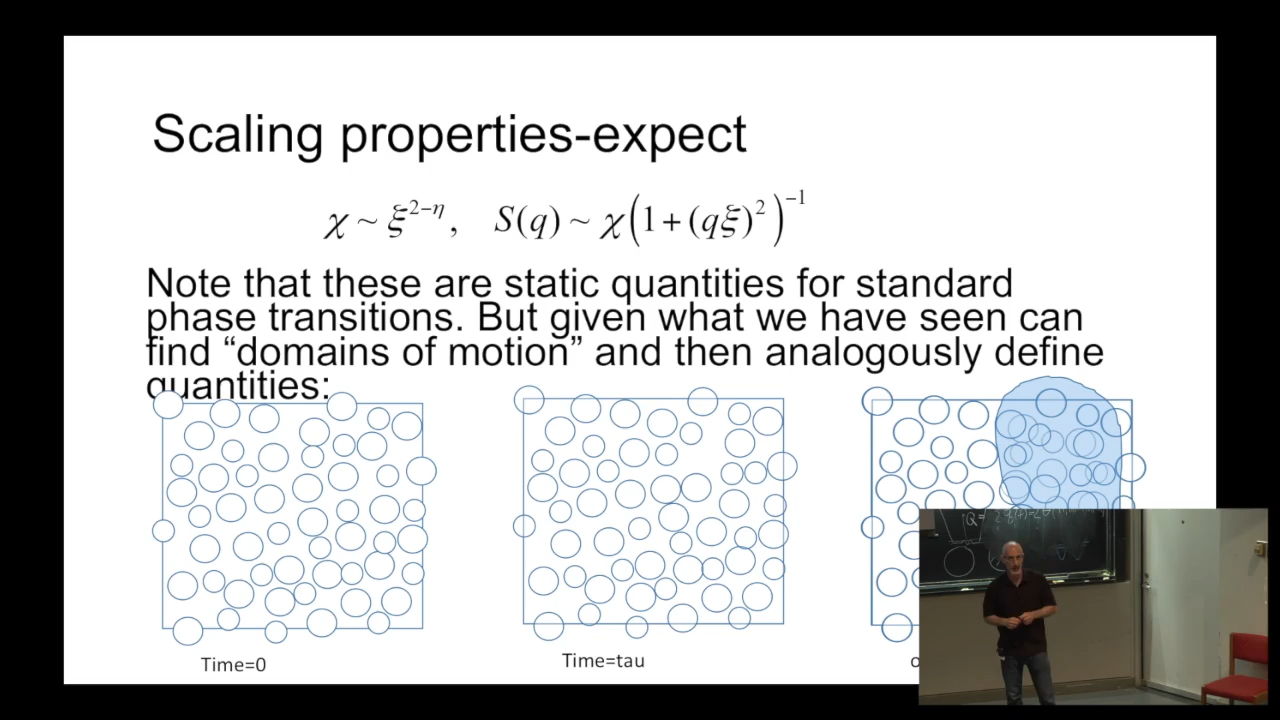 Scaling properties-expect
χ ~ ξ^{2−η}, S(q) ~ χ(1+(qξ)^2)^{−1}
Note that these are static quantities for standard
phase transitions. But given what we have seen can
find “domains of motion” and then analogously define
quantities:
Time=0
Time=tau